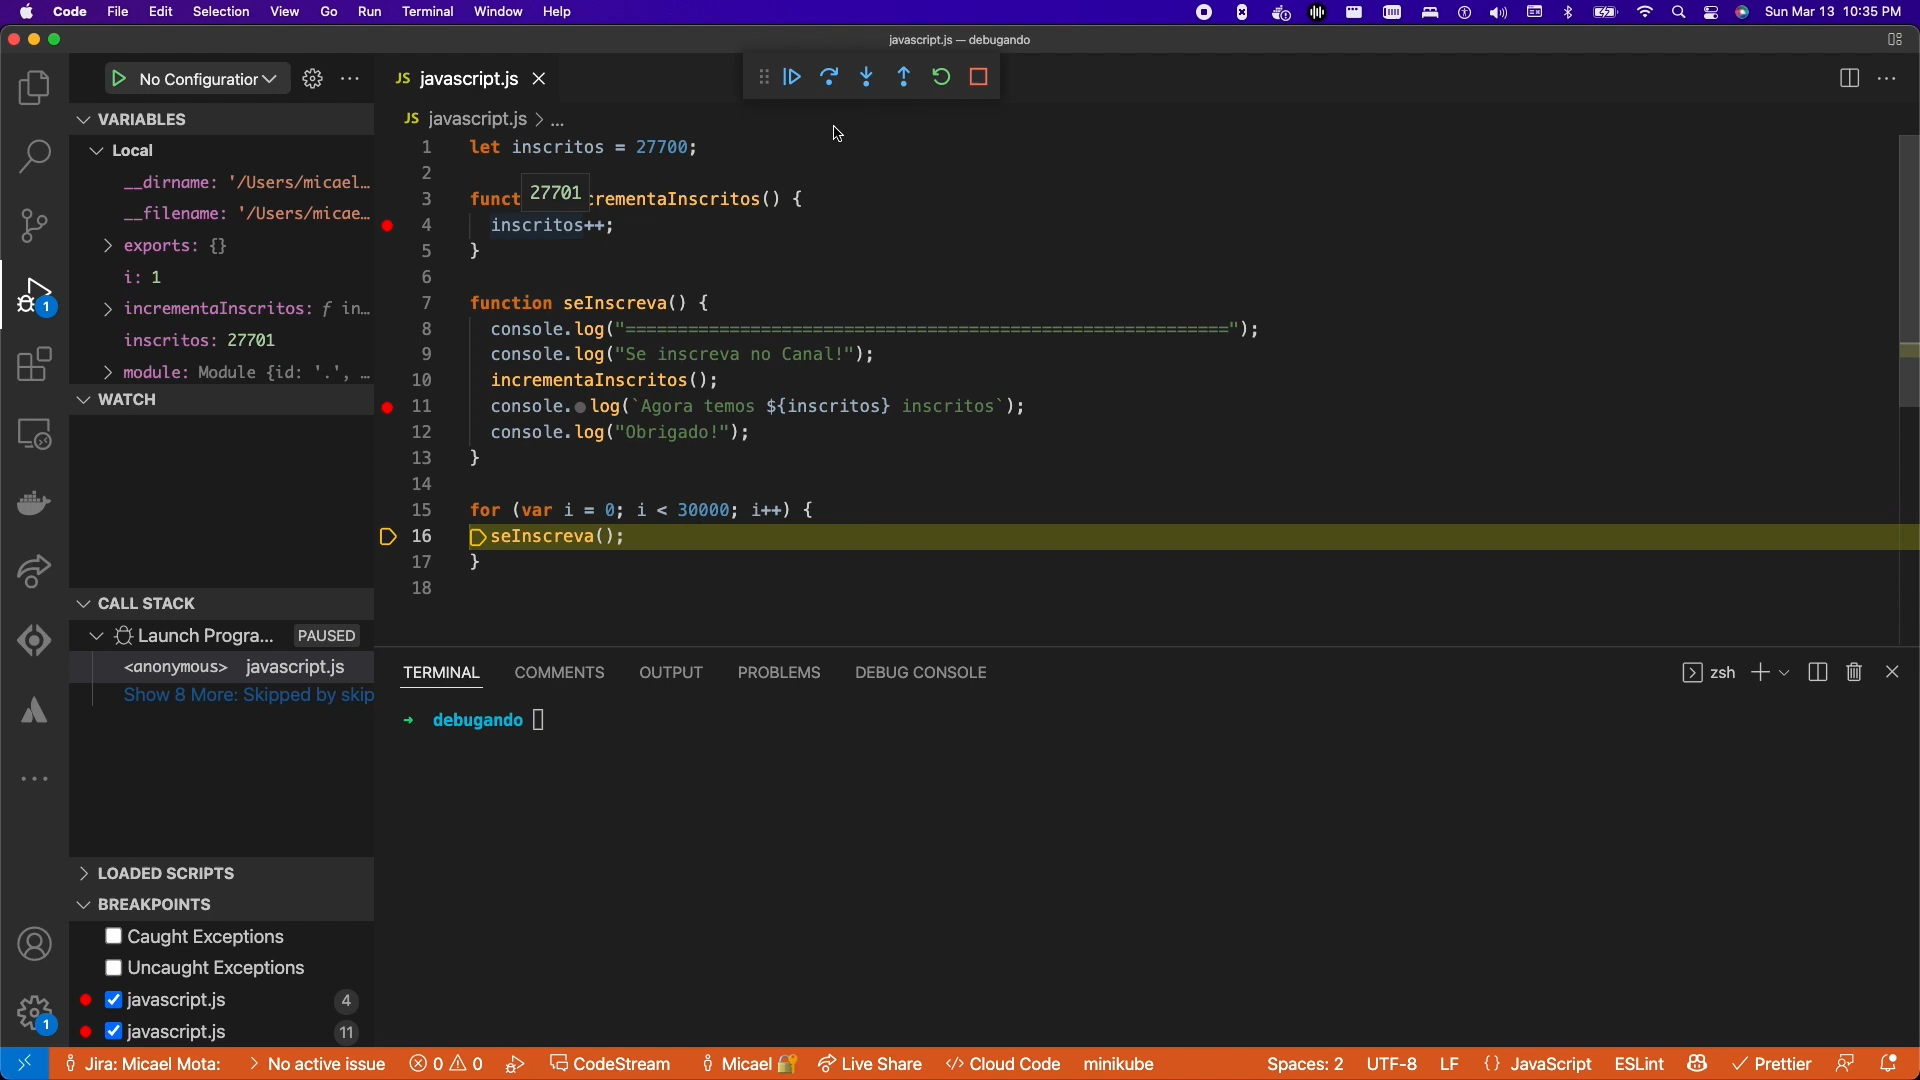 Code File Edit Selection View Go Run Terminal Window Help Sun Mar 13 10:35 PM
javascript.js — debugando
No Configuration
JS javascript.js
VARIABLES
Local
__dirname: '/Users/micael…
__filename: '/Users/micae…
exports: {}
i: 1
incrementaInscritos: ƒ in…
inscritos: 27701
module: Module {id: '.', …
WATCH
CALL STACK
Launch Progra... PAUSED
<anonymous> javascript.js
Show 8 More: Skipped by skip
LOADED SCRIPTS
BREAKPOINTS
Caught Exceptions
Uncaught Exceptions
javascript.js 4
javascript.js 11
1
1
JS javascript.js > ...
1 let inscritos = 27700;
2
27701
3 funct crementaInscritos() {
4 inscritos++;
5 }
6
7 function seInscreva() {
8 console.log("==========================================================");
9 console.log("Se inscreva no Canal!");
10 incrementaInscritos();
11 console.log(`Agora temos ${inscritos} inscritos`);
12 console.log("Obrigado!");
13 }
14
15 for (var i = 0; i < 30000; i++) {
16 seInscreva();
17 }
18
TERMINAL COMMENTS OUTPUT PROBLEMS DEBUG CONSOLE zsh
→ debugando
Jira: Micael Mota: > No active issue 0 0 CodeStream Micael Live Share Cloud Code minikube Spaces: 2 UTF-8 LF {} JavaScript ESLint Prettier